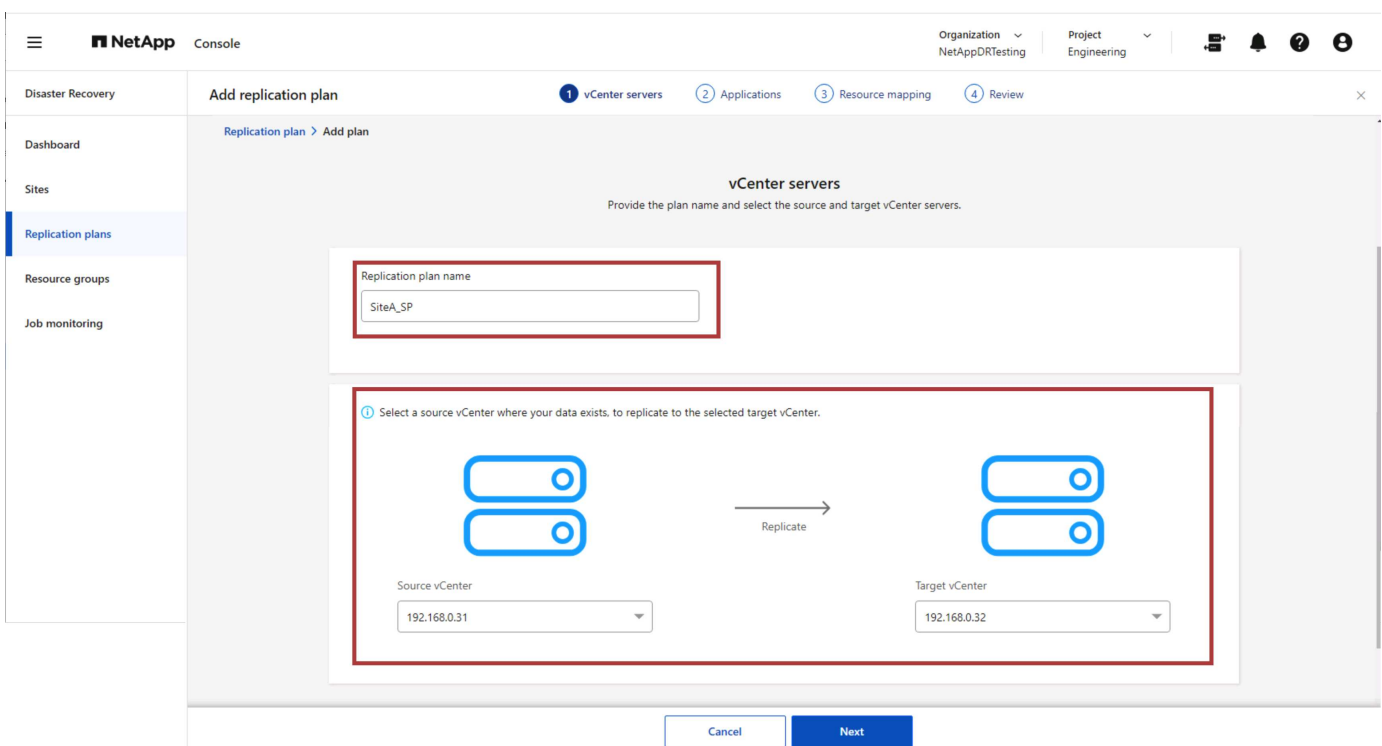 NetApp Console
Organization
NetAppDRTesting
Project
Engineering
Disaster Recovery
Add replication plan
1 vCenter servers
2 Applications
3 Resource mapping
4 Review
Dashboard
Sites
Replication plans
Resource groups
Job monitoring
Replication plan > Add plan
vCenter servers
Provide the plan name and select the source and target vCenter servers.
Replication plan name
SiteA_SP
Select a source vCenter where your data exists, to replicate to the selected target vCenter.
Replicate
Source vCenter
192.168.0.31
Target vCenter
192.168.0.32
Cancel
Next